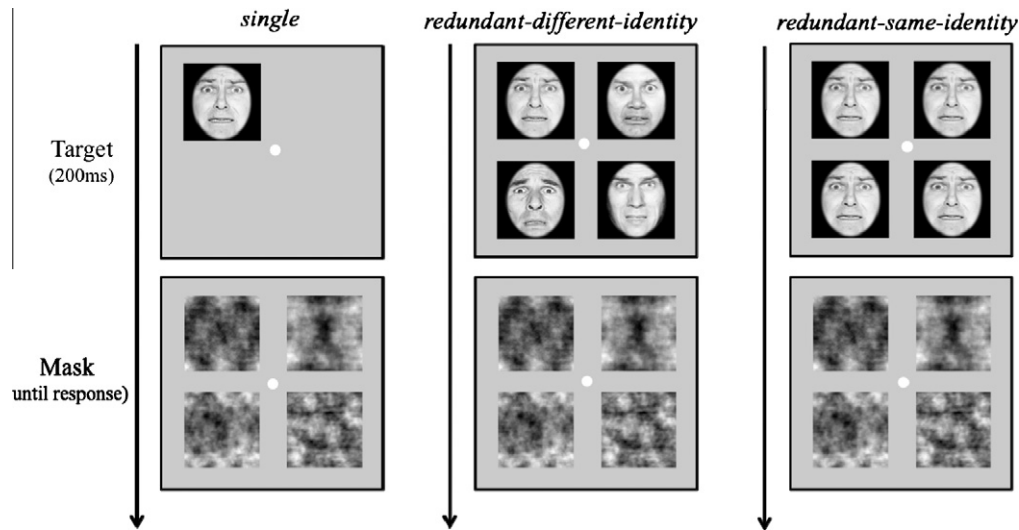 single
redundant-different-identity
redundant-same-identity
Target
(200ms)
Mask
until response)